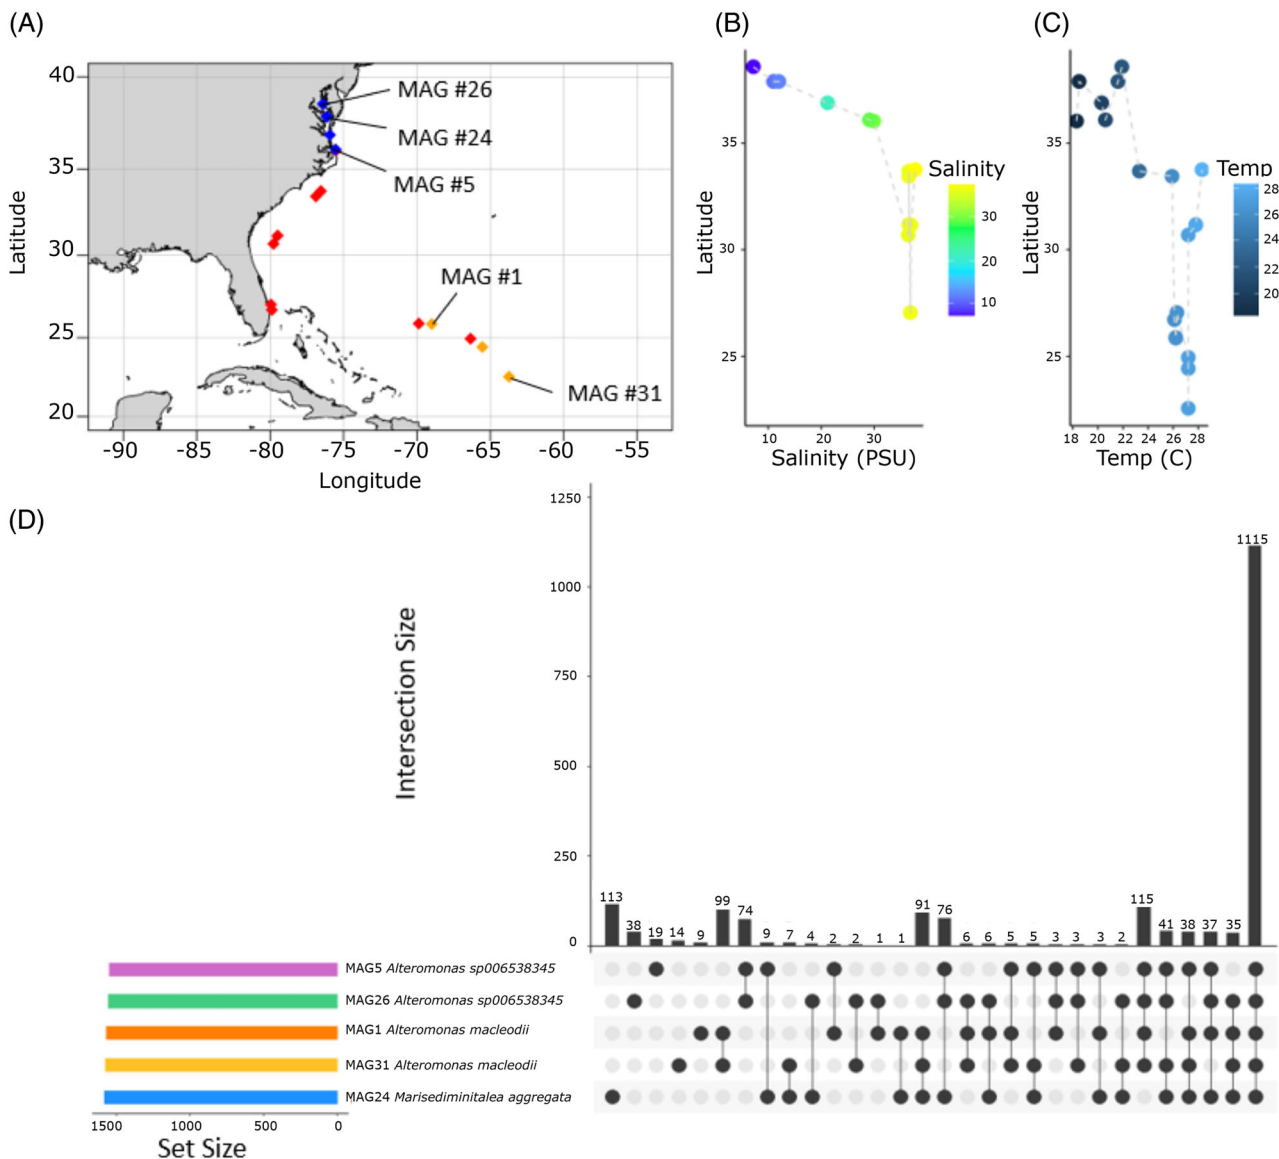 (A)
40
35
30
25
20
Latitude
-90
-85
-80
-75
-70
-65
-60
-55
Longitude
MAG #26
MAG #24
MAG #5
MAG #1
MAG #31
(B)
35
30
25
Latitude
10
20
30
Salinity (PSU)
Salinity
30
20
10
(C)
35
30
25
Latitude
18 20 22 24 26 28
Temp (C)
Temp
28
26
24
22
20
(D)
Intersection Size
1250
1000
750
500
250
0
113
38
19
14
9
99
74
9
7
4
2
2
1
1
91
76
6
6
5
5
3
3
3
2
115
41
38
37
35
1115
MAG5 Alteromonas sp006538345
MAG26 Alteromonas sp006538345
MAG1 Alteromonas macleodii
MAG31 Alteromonas macleodii
MAG24 Marisediminitalea aggregata
1500 1000 500 0
Set Size